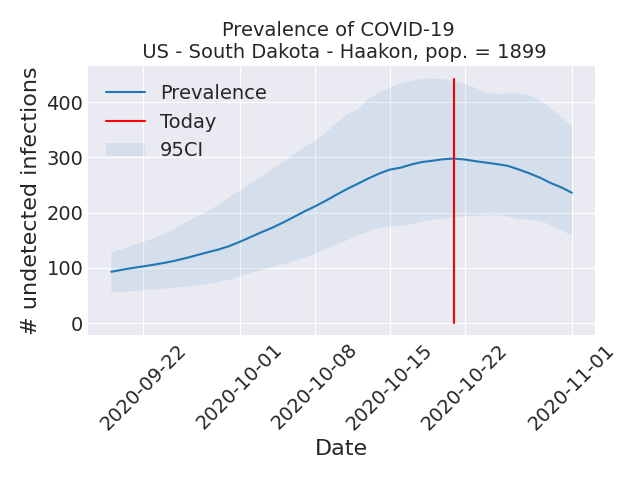 Prevalence of COVID-19
US - South Dakota - Haakon, pop. = 1899
# undetected infections
400
300
200
100
0
Prevalence
Today
95CI
2020-09-22
2020-10-01
2020-10-08
2020-10-15
2020-10-22
2020-11-01
Date